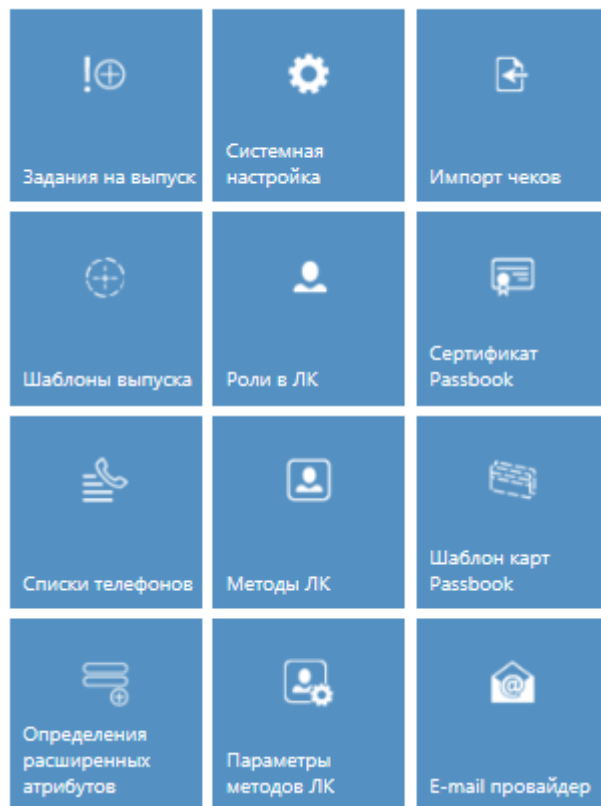 Задания на выпуск
Системная
настройка
Импорт чеков
Шаблоны выпуска
Роли в ЛК
Сертификат
Passbook
Списки телефонов
Методы ЛК
Шаблон карт
Passbook
Определения
расширенных
атрибутов
Параметры
методов ЛК
E-mail провайдер